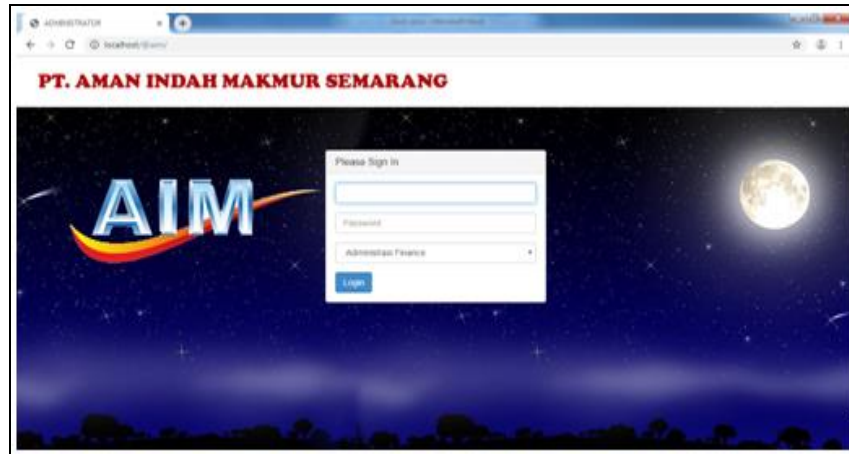 ADMINISTRATOR
localhost/@aim/
PT. AMAN INDAH MAKMUR SEMARANG
AIM
Please Sign In
Password
Administrasi Finance
Login